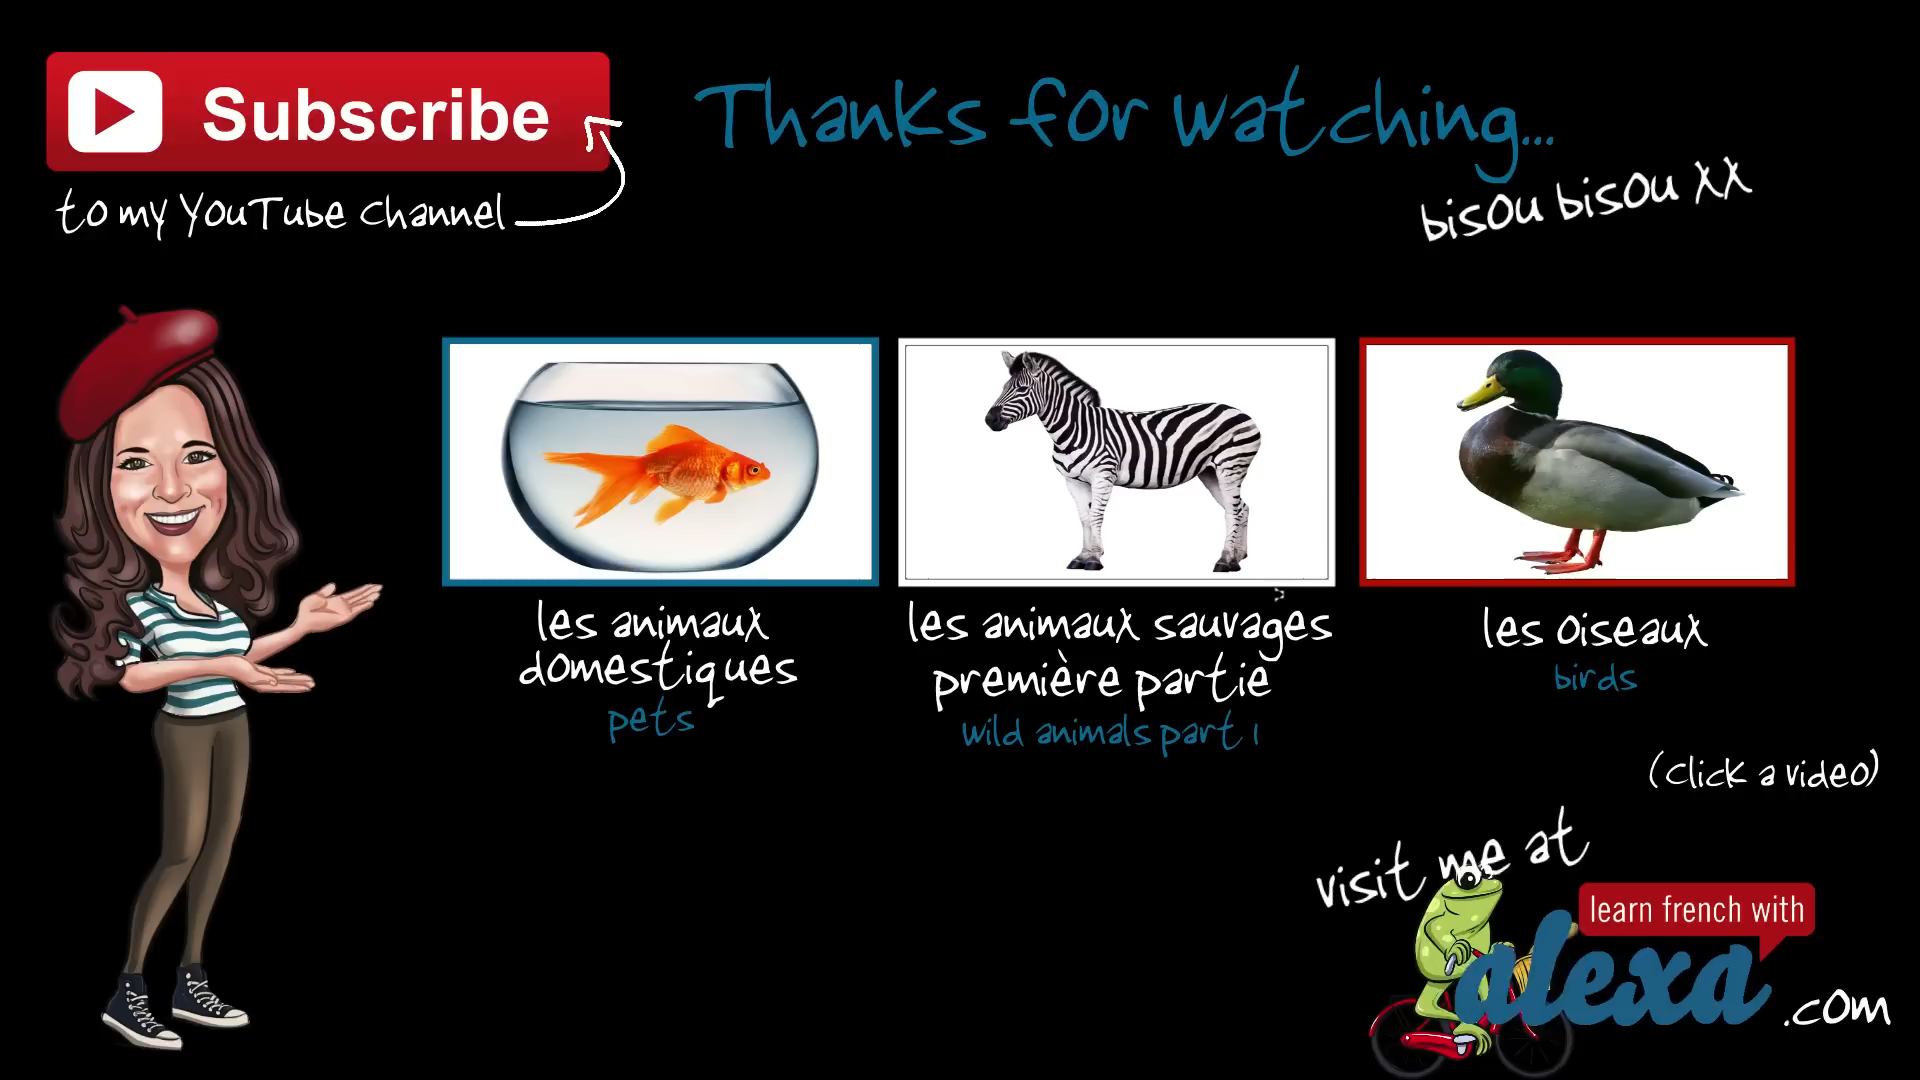 Subscribe
to my YouTube channel
Thanks for watching...
bisou bisou xx
les animaux
domestiques
pets
les animaux sauvages
première partie
wild animals part 1
les oiseaux
birds
(click a video)
visit me at
learn french with
alexa
.com